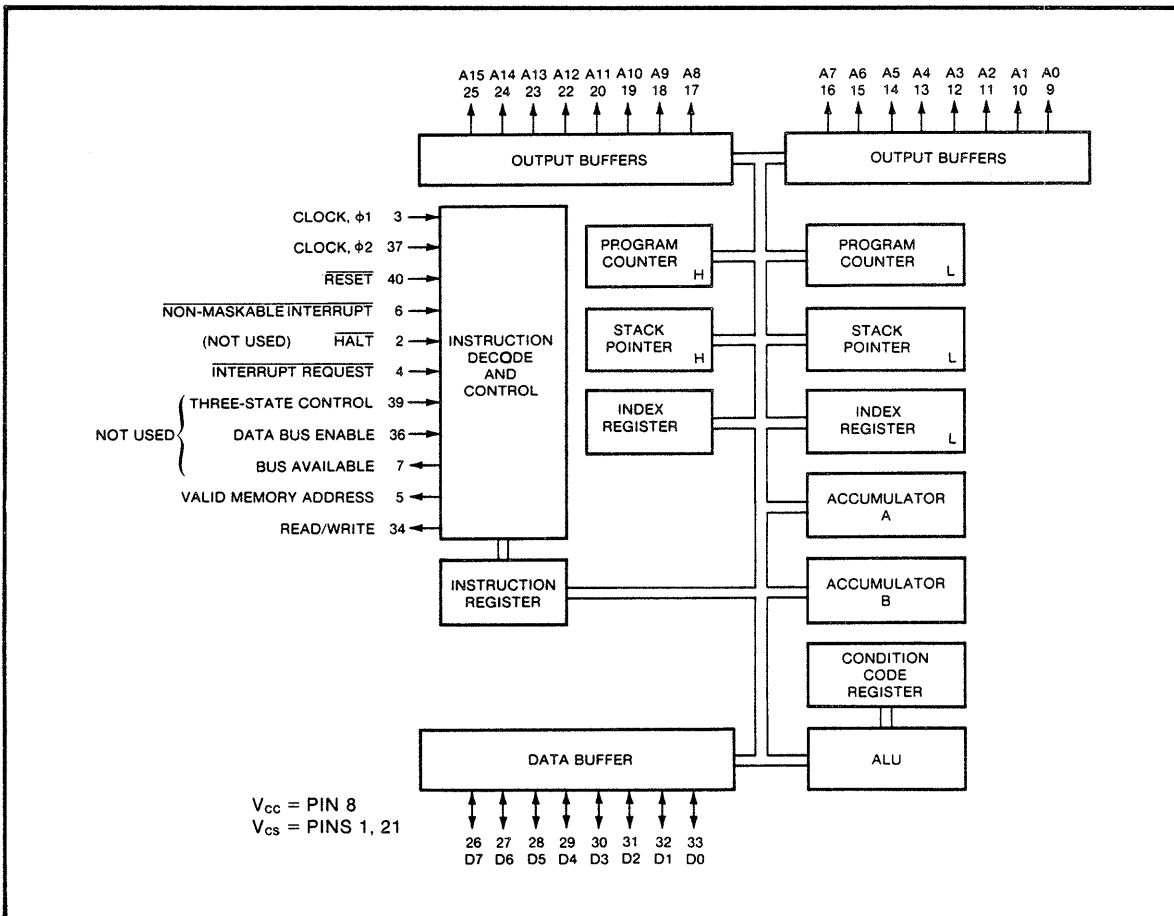 A15 A14 A13 A12 A11 A10 A9 A8
25 24 23 22 20 19 18 17
A7 A6 A5 A4 A3 A2 A1 A0
16 15 14 13 12 11 10 9
OUTPUT BUFFERS
OUTPUT BUFFERS
CLOCK, ϕ1 3
CLOCK, ϕ2 37
RESET 40
NON-MASKABLE INTERRUPT 6
(NOT USED) HALT 2
INTERRUPT REQUEST 4
NOT USED
THREE-STATE CONTROL 39
DATA BUS ENABLE 36
BUS AVAILABLE 7
VALID MEMORY ADDRESS 5
READ/WRITE 34
INSTRUCTION
DECODE
AND
CONTROL
INSTRUCTION
REGISTER
PROGRAM
COUNTER
H
PROGRAM
COUNTER
L
STACK
POINTER
H
STACK
POINTER
L
INDEX
REGISTER
INDEX
REGISTER
L
ACCUMULATOR
A
ACCUMULATOR
B
CONDITION
CODE
REGISTER
ALU
DATA BUFFER
VCC = PIN 8
VCS = PINS 1, 21
26 27 28 29 30 31 32 33
D7 D6 D5 D4 D3 D2 D1 D0